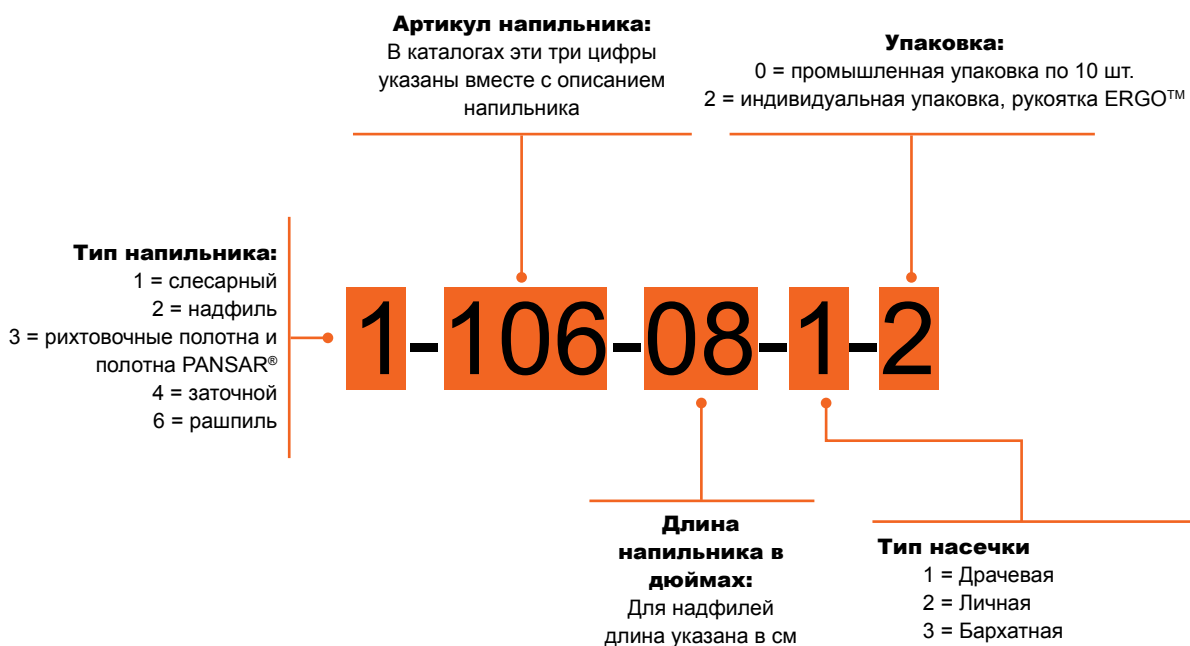 Артикул напильника:
В каталогах эти три цифры
указаны вместе с описанием
напильника
Упаковка:
0 = промышленная упаковка по 10 шт.
2 = индивидуальная упаковка, рукоятка ERGO™
Тип напильника:
1 = слесарный
2 = надфиль
3 = рихтовочные полотна и
полотна PANSAR®
4 = заточной
6 = рашпиль
1-106-08-1-2
Длина
напильника в
дюймах:
Для надфилей
длина указана в см
Тип насечки
1 = Драчевая
2 = Личная
3 = Бархатная